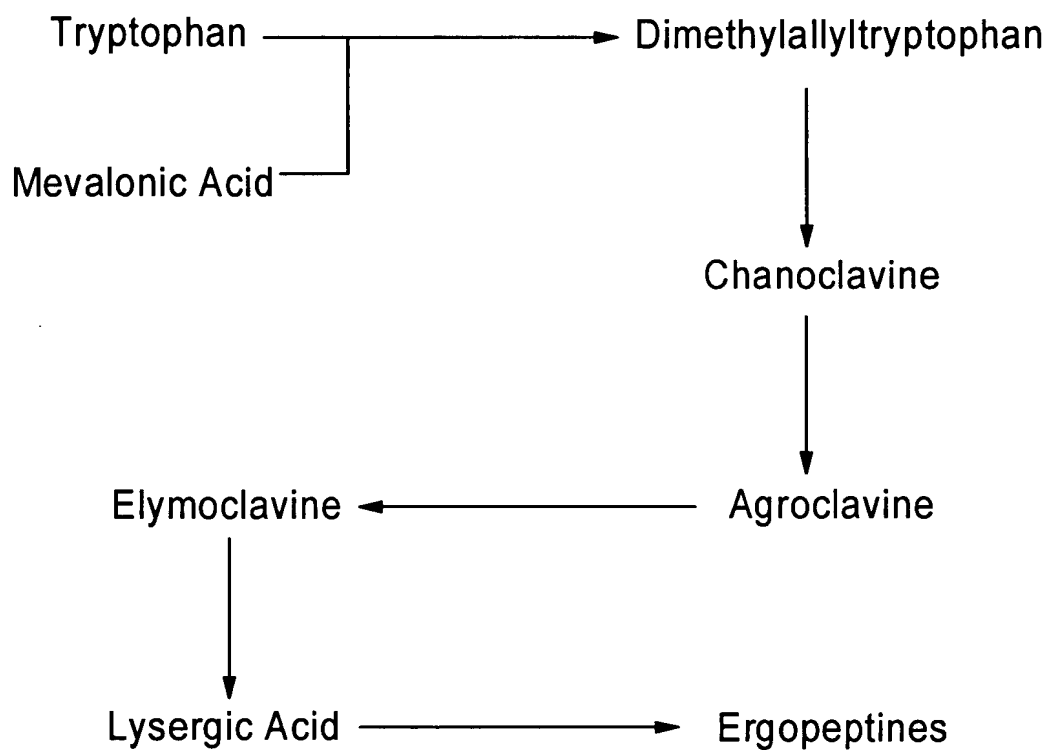 Tryptophan
Dimethylallyltryptophan
Mevalonic Acid
Chanoclavine
Agroclavine
Elymoclavine
Lysergic Acid
Ergopeptines